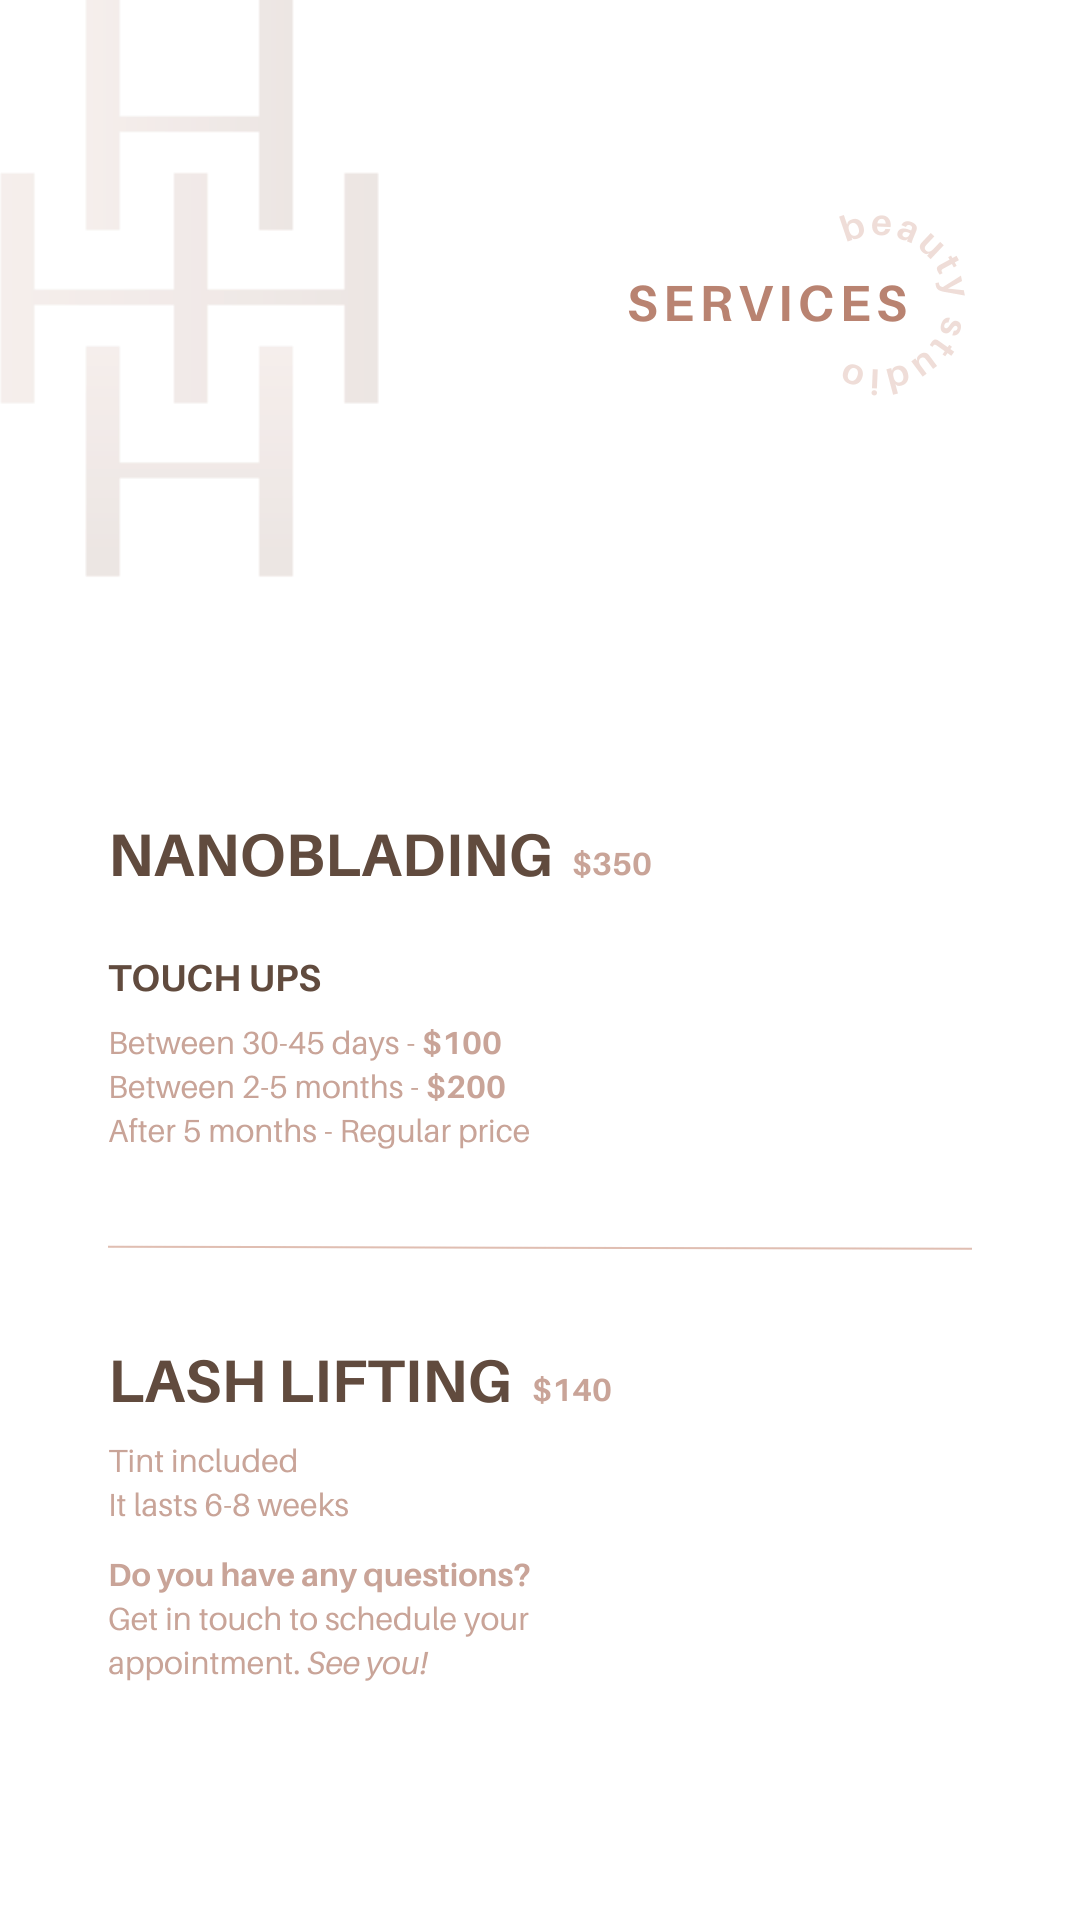 beauty studio
SERVICES
NANOBLADING $350
TOUCH UPS
Between 30-45 days - $100
Between 2-5 months - $200
After 5 months - Regular price
LASH LIFTING $140
Tint included
It lasts 6-8 weeks
Do you have any questions?
Get in touch to schedule your
appointment. See you!